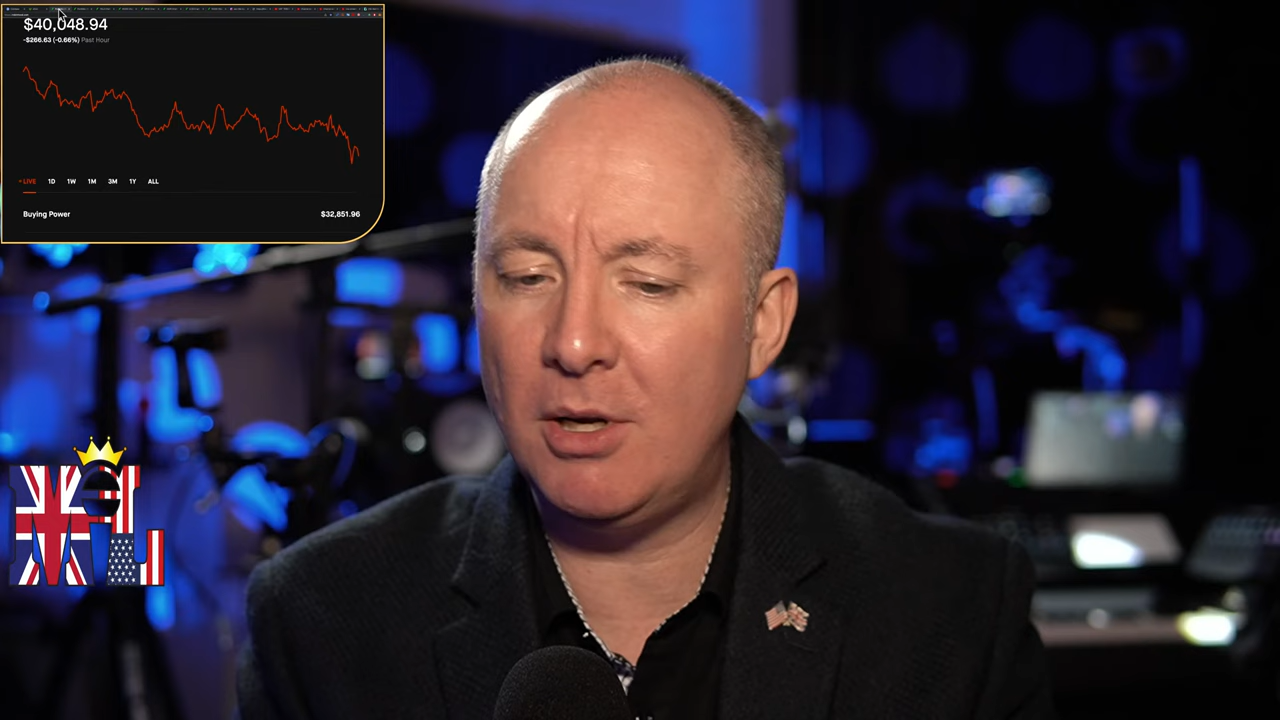 $40,048.94
-$266.63 (-0.66%) Past Hour
LIVE 1D 1W 1M 3M 1Y ALL
Buying Power $32,851.96